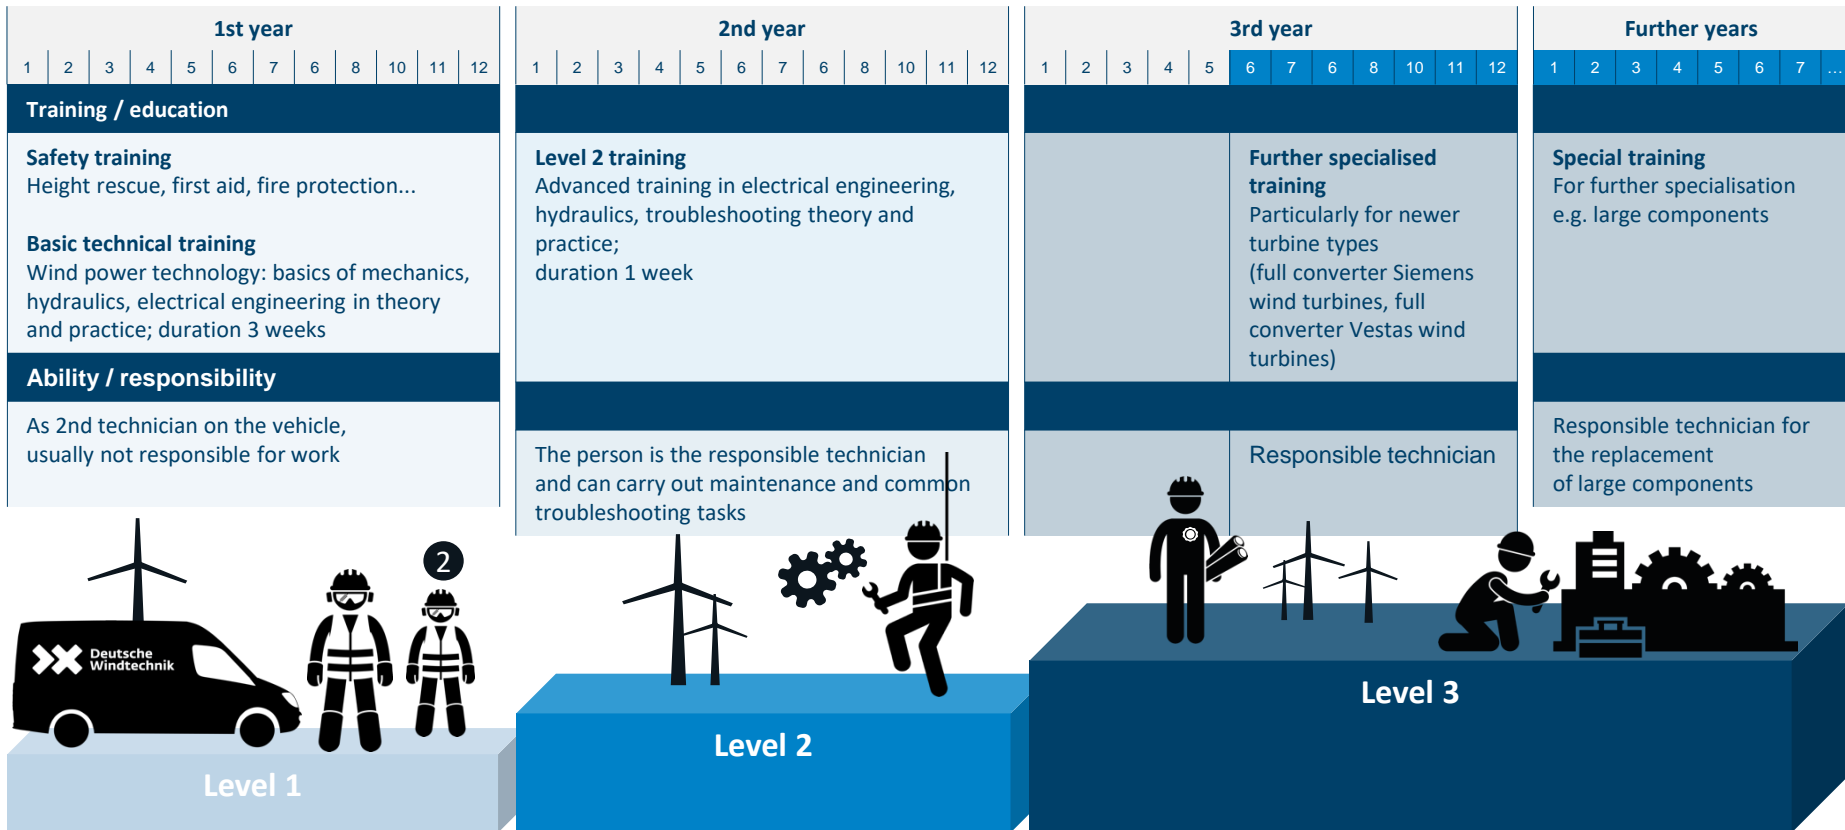 1st year
1 2 3 4 5 6 7 6 8 10 11 12
Training / education
Safety training
Height rescue, first aid, fire protection...
Basic technical training
Wind power technology: basics of mechanics,
hydraulics, electrical engineering in theory
and practice; duration 3 weeks
Ability / responsibility
As 2nd technician on the vehicle,
usually not responsible for work
2nd year
1 2 3 4 5 6 7 6 8 10 11 12
Level 2 training
Advanced training in electrical engineering,
hydraulics, troubleshooting theory and
practice;
duration 1 week
The person is the responsible technician
and can carry out maintenance and common
troubleshooting tasks
3rd year
1 2 3 4 5 6 7 6 8 10 11 12
Further specialised
training
Particularly for newer
turbine types
(full converter Siemens
wind turbines, full
converter Vestas wind
turbines)
Responsible technician
Further years
1 2 3 4 5 6 7 ...
Special training
For further specialisation
e.g. large components
Responsible technician for
the replacement
of large components
2
Deutsche
Windtechnik
Level 1
Level 2
Level 3